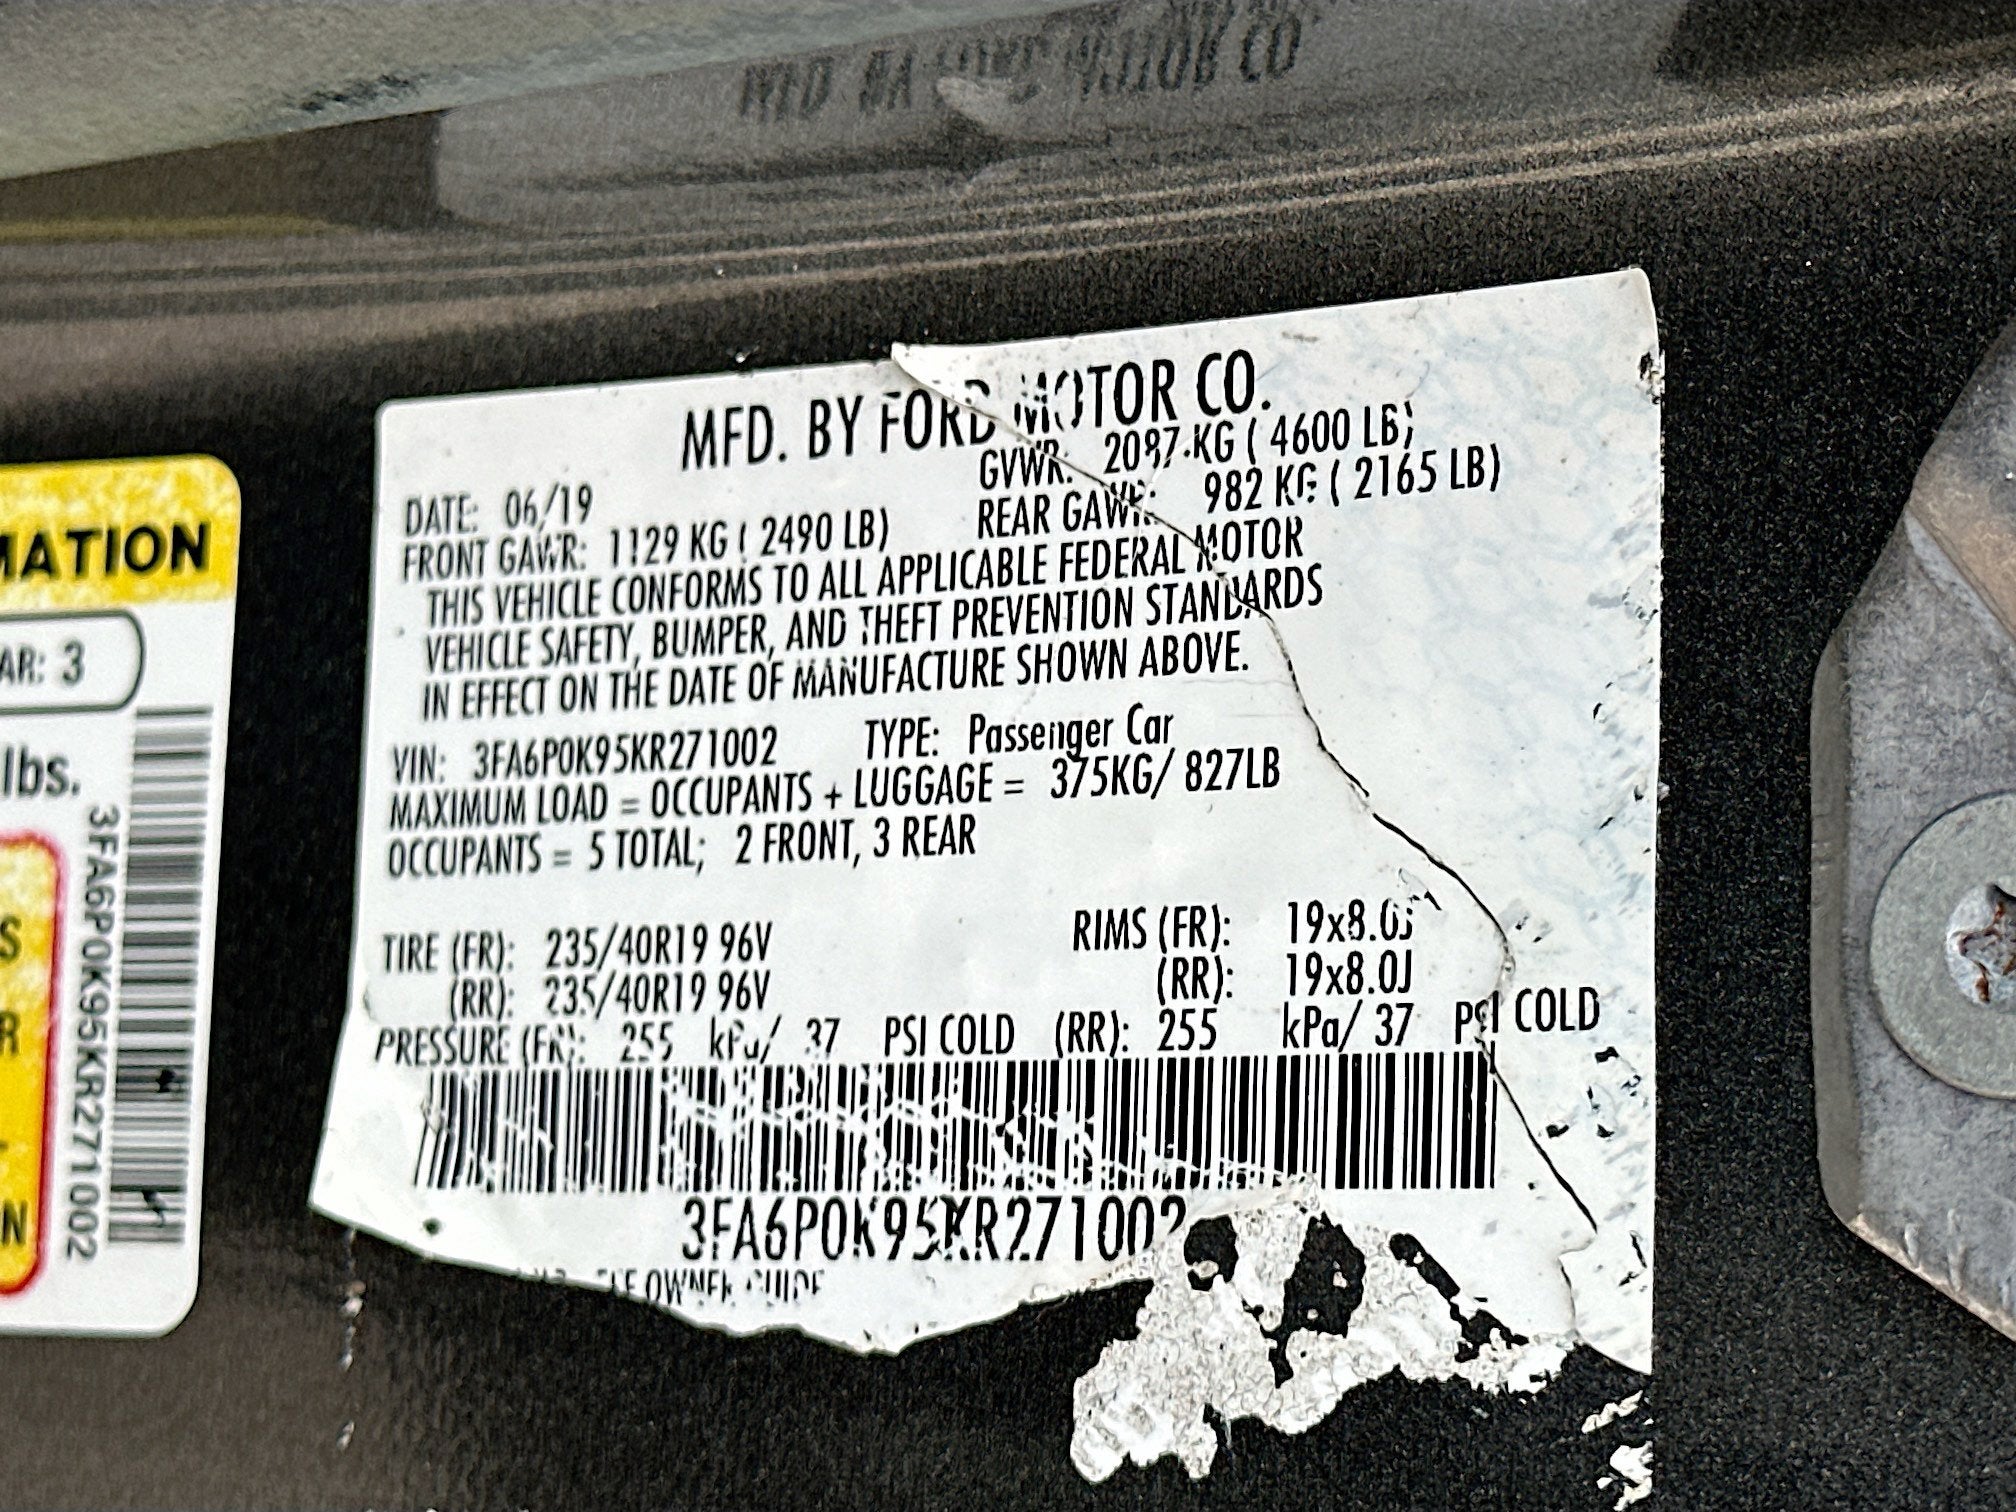 MFD. BY FORD MOTOR CO.
DATE: 06/19 GVWR: 2087 KG ( 4600 LB)
FRONT GAWR: 1129 KG ( 2490 LB) REAR GAWR: 982 KG ( 2165 LB)
THIS VEHICLE CONFORMS TO ALL APPLICABLE FEDERAL MOTOR
VEHICLE SAFETY, BUMPER, AND THEFT PREVENTION STANDARDS
IN EFFECT ON THE DATE OF MANUFACTURE SHOWN ABOVE.
VIN: 3FA6P0K95KR271002 TYPE: Passenger Car
MAXIMUM LOAD = OCCUPANTS + LUGGAGE = 375KG/ 827LB
OCCUPANTS = 5 TOTAL; 2 FRONT, 3 REAR
TIRE (FR): 235/40R19 96V RIMS (FR): 19x8.0J
(RR): 235/40R19 96V (RR): 19x8.0J
PRESSURE (FR): 255 kPa/ 37 PSI COLD (RR): 255 kPa/ 37 PSI COLD
3FA6P0K95KR271002
OWNER GUIDE
MATION
AR: 3
lbs.
3FA6P0K95KR271002
S
R
N